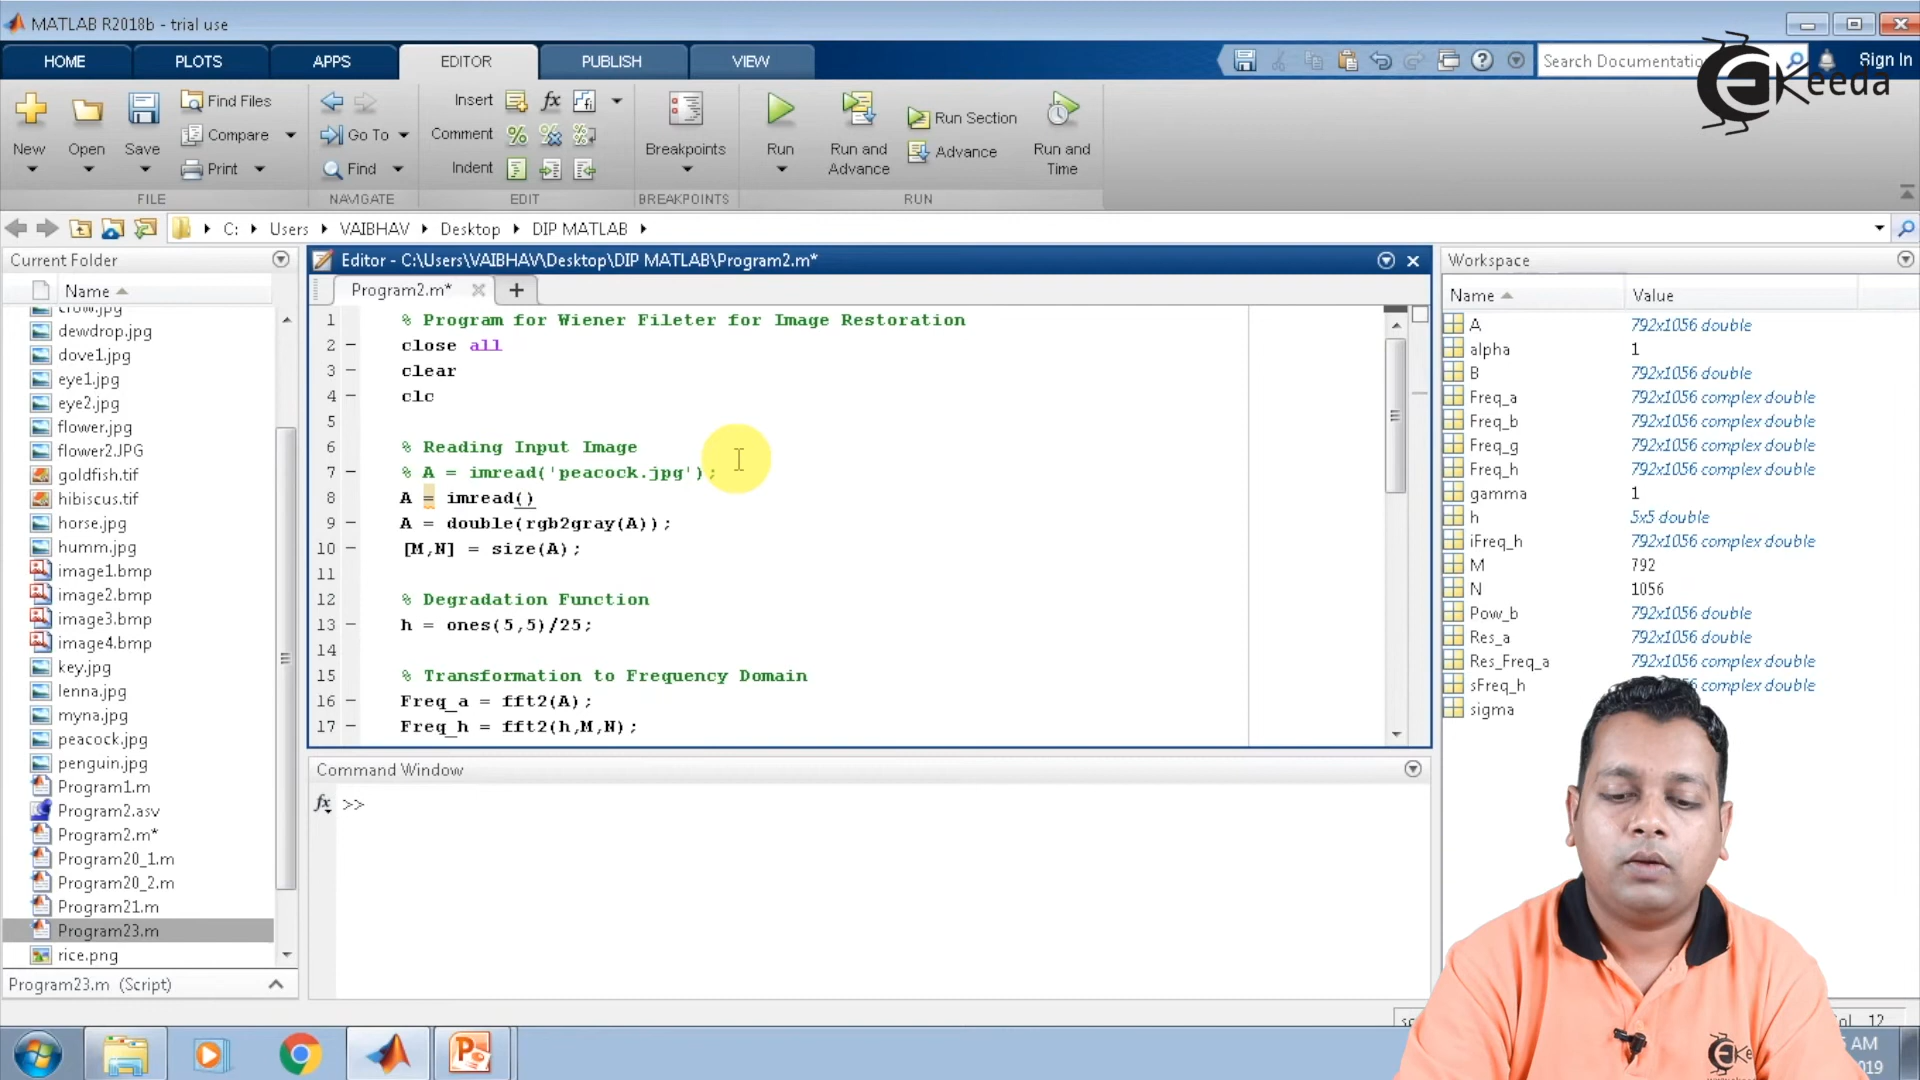 MATLAB R2018b - trial use
HOME PLOTS APPS EDITOR PUBLISH VIEW
Search Documentation
Sign In
eKeeda
New Open Save
Find Files
Compare
Print
FILE
Go To
Find
NAVIGATE
Insert
Comment
Indent
EDIT
Breakpoints
BREAKPOINTS
Run
Run and Advance
Run Section
Advance
Run and Time
RUN
C: Users VAIBHAV Desktop DIP MATLAB
Current Folder
Name
crow.jpg
dewdrop.jpg
dove1.jpg
eye1.jpg
eye2.jpg
flower.jpg
flower2.JPG
goldfish.tif
hibiscus.tif
horse.jpg
humm.jpg
image1.bmp
image2.bmp
image3.bmp
image4.bmp
key.jpg
lenna.jpg
myna.jpg
peacock.jpg
penguin.jpg
Program1.m
Program2.asv
Program2.m*
Program20_1.m
Program20_2.m
Program21.m
Program23.m
rice.png
Program23.m (Script)
Editor - C:\Users\VAIBHAV\Desktop\DIP MATLAB\Program2.m*
Program2.m*
1 % Program for Wiener Fileter for Image Restoration
2 - close all
3 - clear
4 - clc
5
6 % Reading Input Image
7 - % A = imread('peacock.jpg');
8 A = imread()
9 - A = double(rgb2gray(A));
10 - [M,N] = size(A);
11
12 % Degradation Function
13 - h = ones(5,5)/25;
14
15 % Transformation to Frequency Domain
16 - Freq_a = fft2(A);
17 - Freq_h = fft2(h,M,N);
Command Window
fx >>
Workspace
Name Value
A 792x1056 double
alpha 1
B 792x1056 double
Freq_a 792x1056 complex double
Freq_b 792x1056 complex double
Freq_g 792x1056 complex double
Freq_h 792x1056 complex double
gamma 1
h 5x5 double
iFreq_h 792x1056 complex double
M 792
N 1056
Pow_b 792x1056 double
Res_a 792x1056 double
Res_Freq_a 792x1056 complex double
sFreq_h complex double
sigma
12
AM